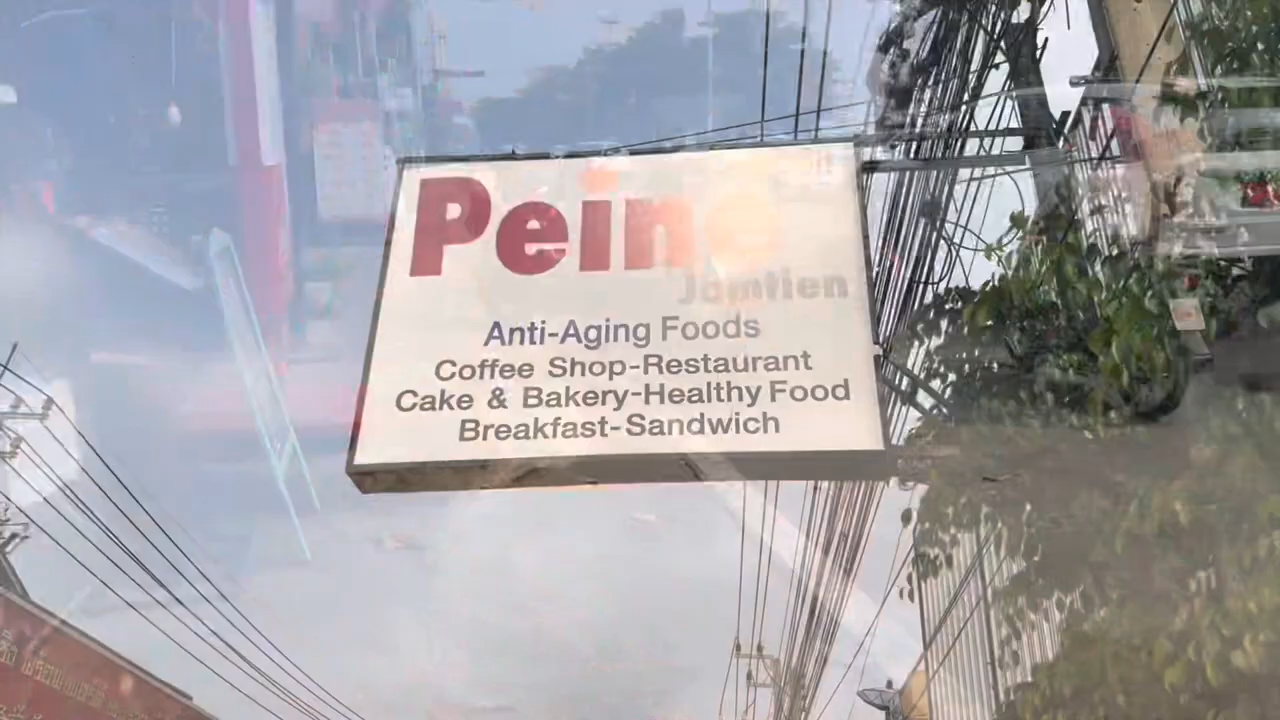 Pein
Jomtien
Anti-Aging Foods
Coffee Shop-Restaurant
Cake & Bakery-Healthy Food
Breakfast-Sandwich